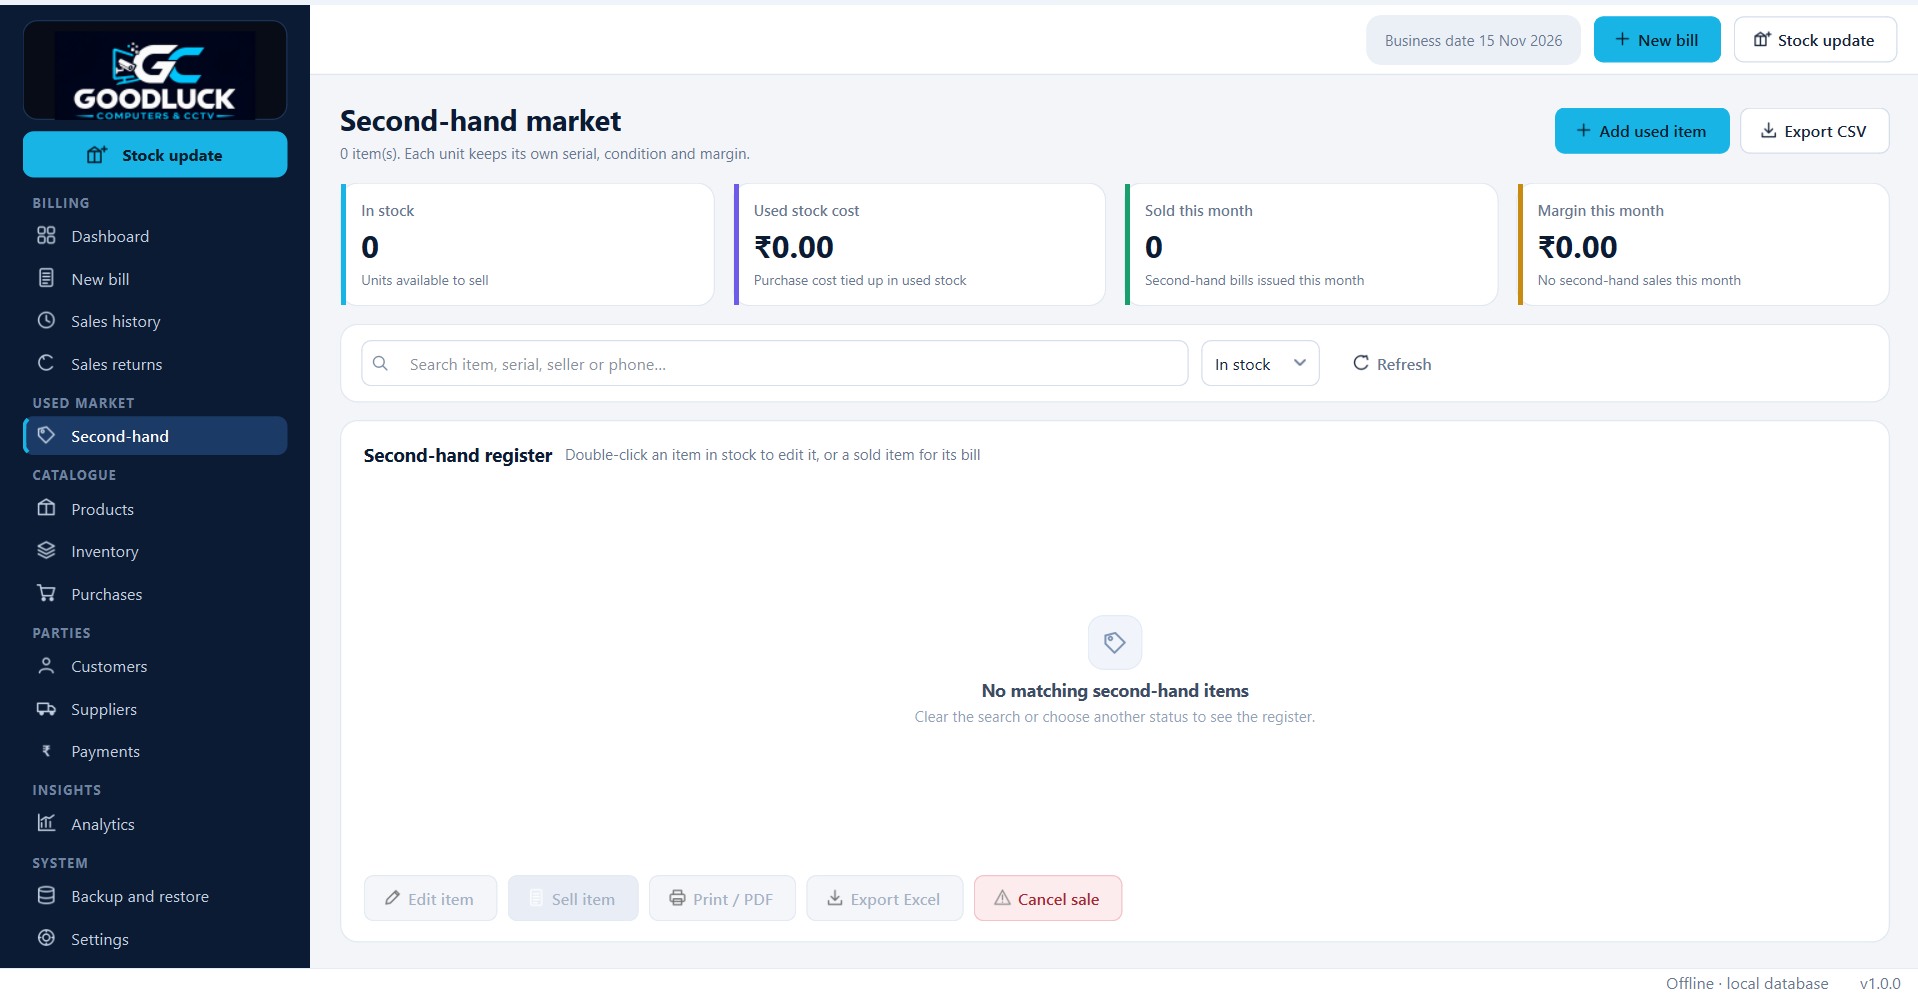 GC
GOODLUCK
COMPUTERS & CCTV
Stock update
BILLING
Dashboard
New bill
Sales history
Sales returns
USED MARKET
Second-hand
CATALOGUE
Products
Inventory
Purchases
PARTIES
Customers
Suppliers
₹ Payments
INSIGHTS
Analytics
SYSTEM
Backup and restore
Settings
Business date 15 Nov 2026
+ New bill
Stock update
Second-hand market
0 item(s). Each unit keeps its own serial, condition and margin.
+ Add used item
Export CSV
In stock
0
Units available to sell
Used stock cost
₹0.00
Purchase cost tied up in used stock
Sold this month
0
Second-hand bills issued this month
Margin this month
₹0.00
No second-hand sales this month
Search item, serial, seller or phone...
In stock
Refresh
Second-hand register Double-click an item in stock to edit it, or a sold item for its bill
No matching second-hand items
Clear the search or choose another status to see the register.
Edit item
Sell item
Print / PDF
Export Excel
Cancel sale
Offline · local database v1.0.0